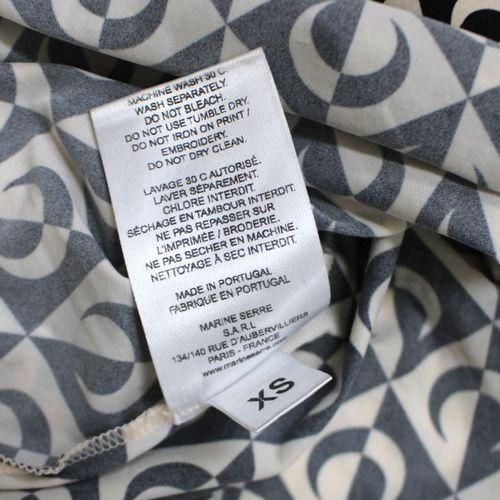 MACHINE WASH 30 C.
WASH SEPARATELY.
DO NOT BLEACH.
DO NOT USE TUMBLE DRY.
DO NOT IRON ON PRINT /
EMBROIDERY.
DO NOT DRY CLEAN.
LAVAGE 30 C AUTORISÉ.
LAVER SÉPAREMENT.
CHLORE INTERDIT.
SÉCHAGE EN TAMBOUR INTERDIT.
NE PAS REPASSER SUR
L'IMPRIMÉE / BRODERIE.
NE PAS SÉCHER EN MACHINE.
NETTOYAGE À SEC INTERDIT.
MADE IN PORTUGAL
FABRIQUE EN PORTUGAL
MARINE SERRE
S.A.R.L
134/140 RUE D'AUBERVILLIERS
PARIS - FRANCE
www.marineserre.com
XS